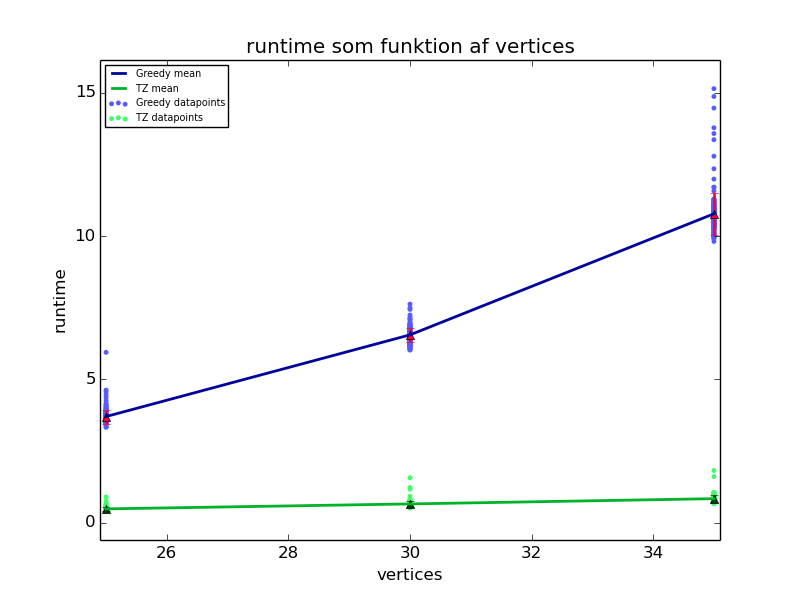 runtime som funktion af vertices
Greedy mean
TZ mean
Greedy datapoints
TZ datapoints
15
10
5
0
runtime
26 28 30 32 34
vertices